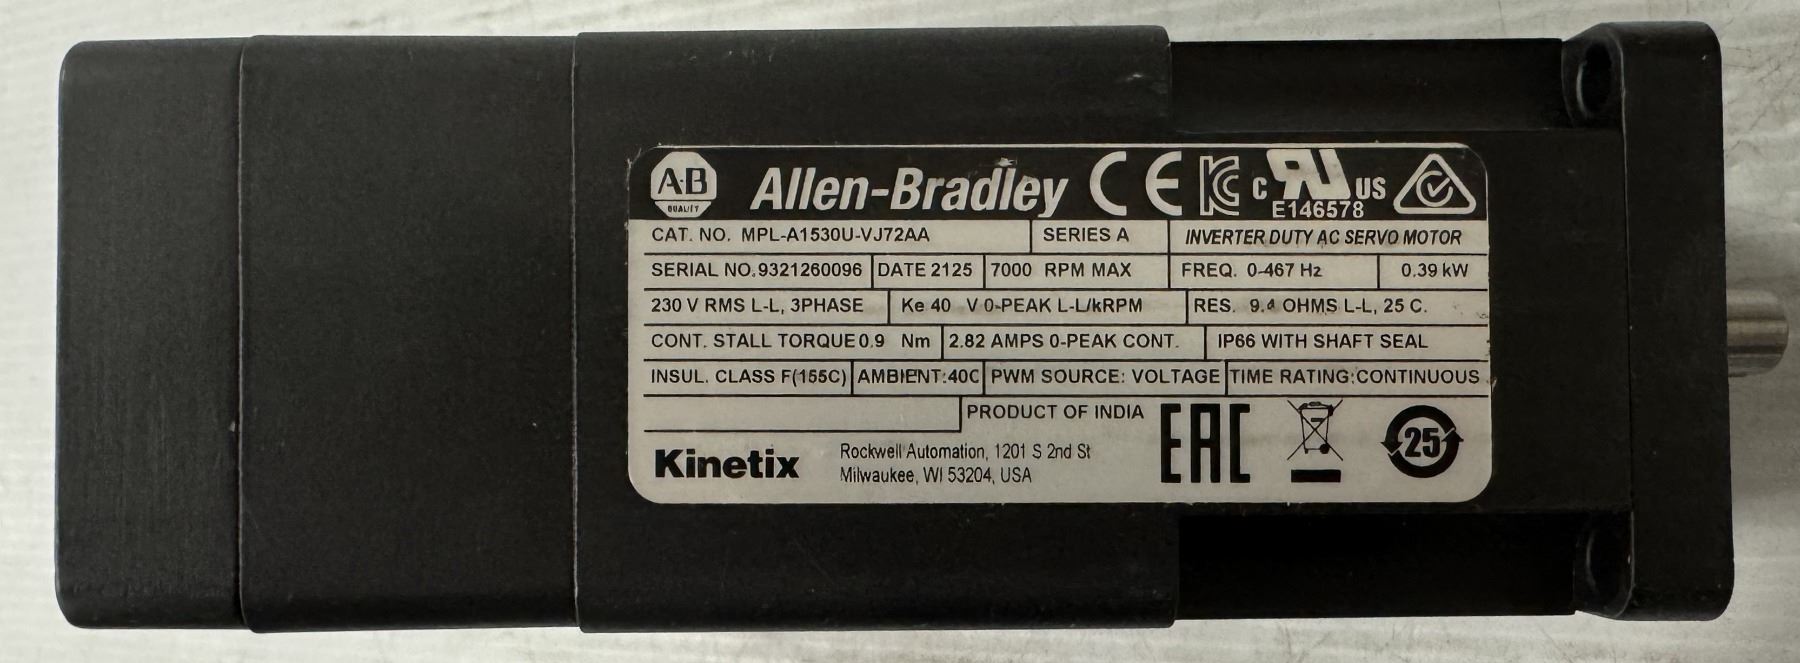 A-B QUALITY Allen-Bradley CE KC c RU US E146578
CAT. NO. MPL-A1530U-VJ72AA SERIES A INVERTER DUTY AC SERVO MOTOR
SERIAL NO.9321260096 DATE 2125 7000 RPM MAX FREQ. 0-467 Hz 0.39 kW
230 V RMS L-L, 3PHASE Ke 40 V 0-PEAK L-L/kRPM RES. 9.4 OHMS L-L, 25 C.
CONT. STALL TORQUE 0.9 Nm 2.82 AMPS 0-PEAK CONT. IP66 WITH SHAFT SEAL
INSUL. CLASS F(155C) AMBIENT:40C PWM SOURCE: VOLTAGE TIME RATING:CONTINUOUS
PRODUCT OF INDIA EAC 25
Kinetix Rockwell Automation, 1201 S 2nd St
Milwaukee, WI 53204, USA